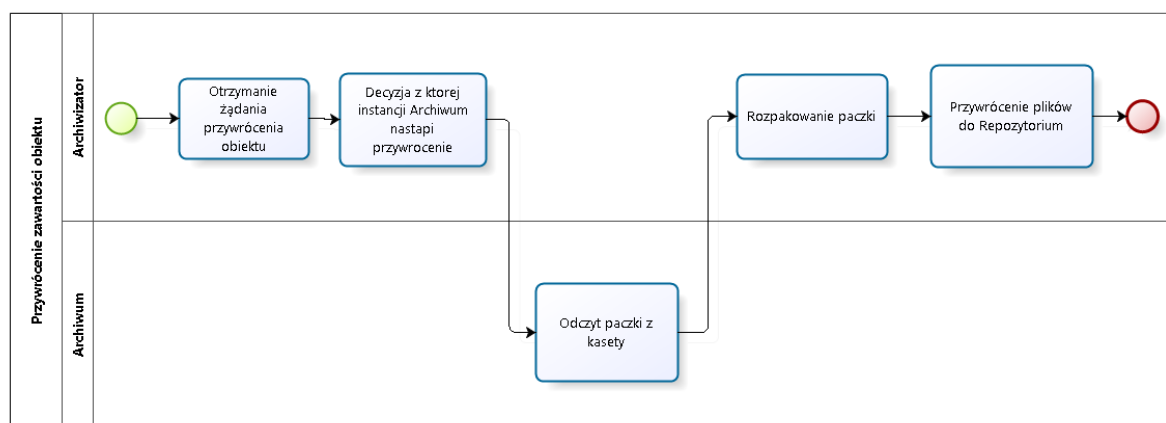 Przywrócenie zawartości obiektu
Archiwizator
Otrzymanie
żądania
przywrócenia
obiektu
Decyzja z ktorej
instancji Archiwum
nastapi
przywrocenie
Rozpakowanie paczki
Przywrócenie plików
do Repozytorium
Archiwum
Odczyt paczki z
kasety